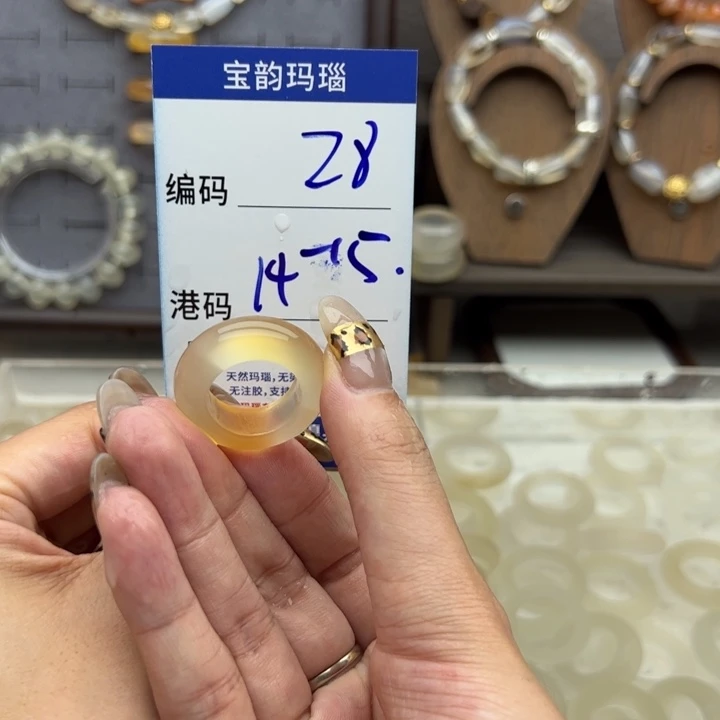 宝韵玛瑙
编码 28
港码 14-15.
天然玛瑙,无
无注胶,支持